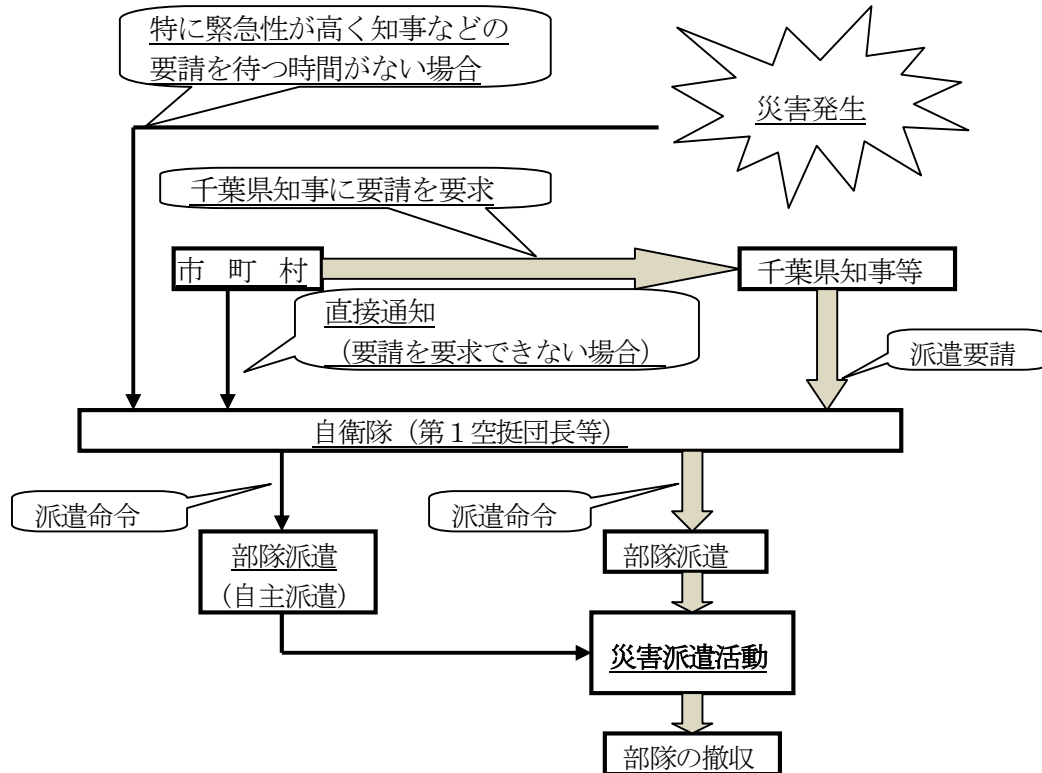 特に緊急性が高く知事などの
要請を待つ時間がない場合
災害発生
千葉県知事に要請を要求
市　町　村
千葉県知事等
直接通知
（要請を要求できない場合）
派遣要請
自衛隊（第１空挺団長等）
派遣命令
派遣命令
部隊派遣
（自主派遣）
部隊派遣
災害派遣活動
部隊の撤収